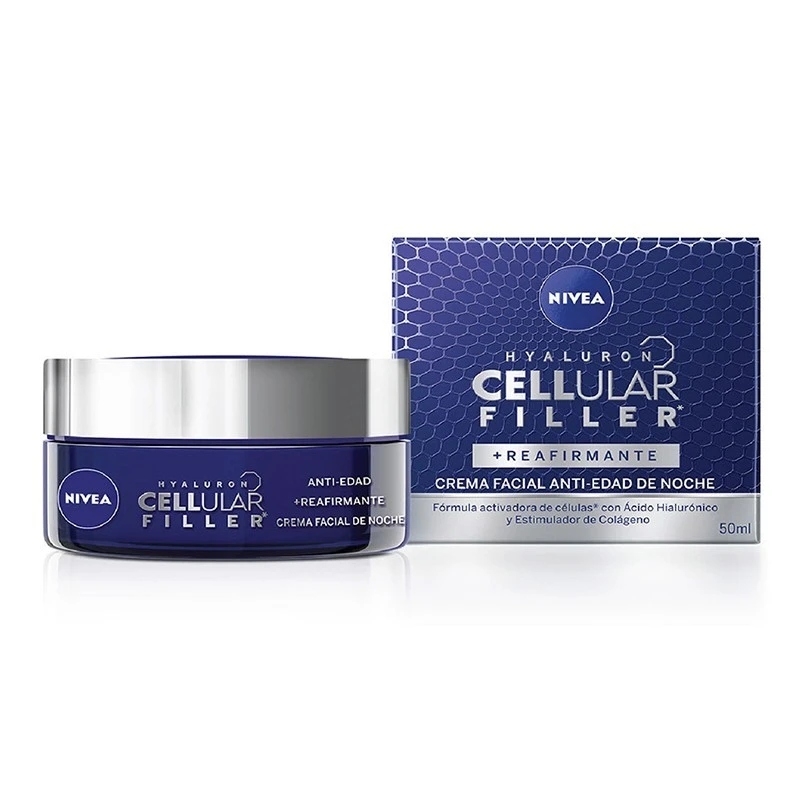 NIVEA
HYALURON
CELLULAR
FILLER*
+REAFIRMANTE
CREMA FACIAL ANTI-EDAD DE NOCHE
Fórmula activadora de células* con Ácido Hialurónico
y Estimulador de Colágeno
50ml
NIVEA
HYALURON
CELLULAR
FILLER*
ANTI-EDAD
+REAFIRMANTE
CREMA FACIAL DE NOCHE